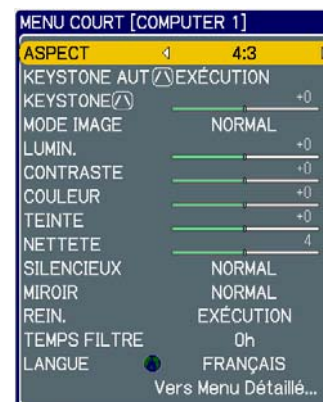 MENU COURT [COMPUTER 1]
ASPECT 4:3
KEYSTONE AUT EXÉCUTION
KEYSTONE +0
MODE IMAGE NORMAL
LUMIN. +0
CONTRASTE +0
COULEUR +0
TEINTE +0
NETTETE 4
SILENCIEUX NORMAL
MIROIR NORMAL
REIN. EXÉCUTION
TEMPS FILTRE 0h
LANGUE FRANÇAIS
Vers Menu Détaillé...